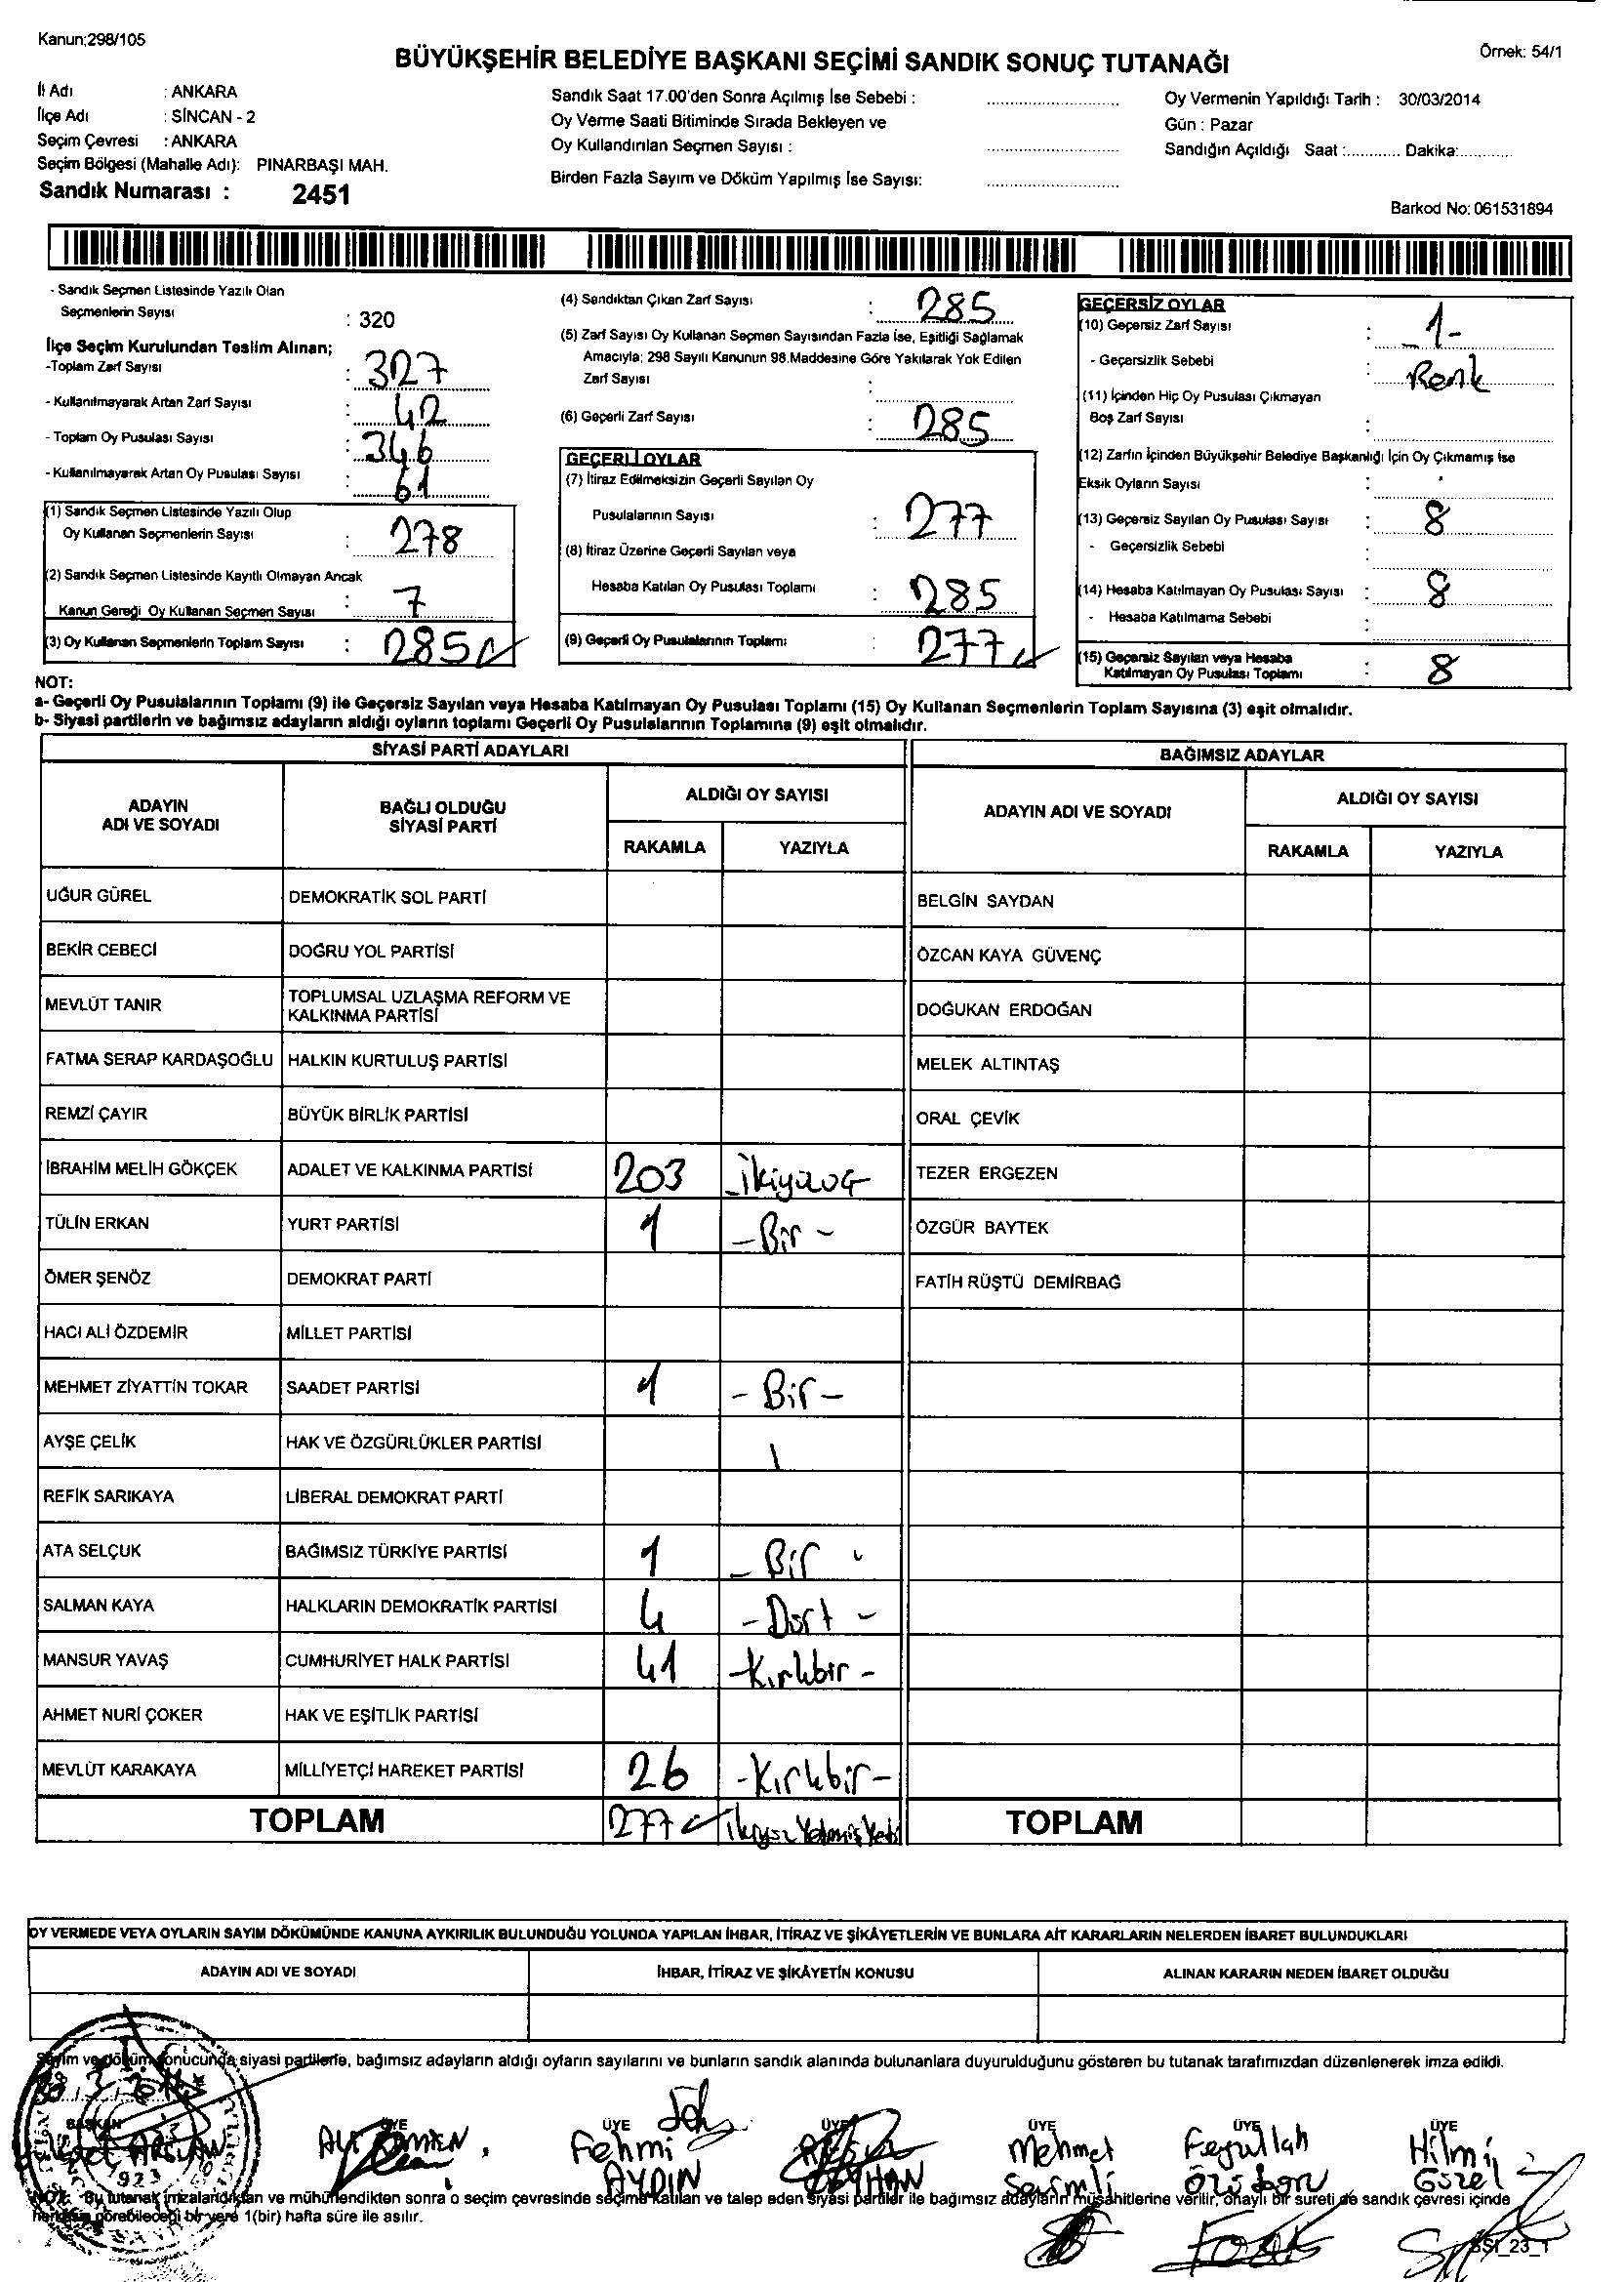 Kanun;298/105
BÜYÜKŞEHİR BELEDİYE BAŞKANI SEÇİMİ SANDIK SONUÇ TUTANAĞI
Örnek: 54/1
İl Adı : ANKARA
İlçe Adı : SİNCAN - 2
Seçim Çevresi : ANKARA
Seçim Bölgesi (Mahalle Adı): PINARBAŞI MAH.
Sandık Numarası : 2451
Sandık Saat 17.00'den Sonra Açılmış İse Sebebi :
Oy Verme Saati Bitiminde Sırada Bekleyen ve
Oy Kullandırılan Seçmen Sayısı :
Birden Fazla Sayım ve Döküm Yapılmış İse Sayısı:
Oy Vermenin Yapıldığı Tarih : 30/03/2014
Gün : Pazar
Sandığın Açıldığı Saat :............ Dakika:............
Barkod No: 061531894
- Sandık Seçmen Listesinde Yazılı Olan
Seçmenlerin Sayısı : 320
İlçe Seçim Kurulundan Teslim Alınan;
-Toplam Zarf Sayısı : 327
- Kullanılmayarak Artan Zarf Sayısı : 42
- Toplam Oy Pusulası Sayısı : 346
- Kullanılmayarak Artan Oy Pusulası Sayısı : 61
(1) Sandık Seçmen Listesinde Yazılı Olup
Oy Kullanan Seçmenlerin Sayısı : 278
(2) Sandık Seçmen Listesinde Kayıtlı Olmayan Ancak
Kanun Gereği Oy Kullanan Seçmen Sayısı : 7
(3) Oy Kullanan Seçmenlerin Toplam Sayısı : 285
(4) Sandıktan Çıkan Zarf Sayısı : 285
(5) Zarf Sayısı Oy Kullanan Seçmen Sayısından Fazla İse, Eşitliği Sağlamak
Amacıyla; 298 Sayılı Kanunun 98.Maddesine Göre Yakılarak Yok Edilen
Zarf Sayısı :
(6) Geçerli Zarf Sayısı : 285
GEÇERLİ OYLAR
(7) İtiraz Edilmeksizin Geçerli Sayılan Oy
Pusulalarının Sayısı : 277
(8) İtiraz Üzerine Geçerli Sayılan veya
Hesaba Katılan Oy Pusulası Toplamı : 285
(9) Geçerli Oy Pusulalarının Toplamı : 277
GEÇERSİZ OYLAR
(10) Geçersiz Zarf Sayısı : -1-
- Geçersizlik Sebebi : Renk
(11) İçinden Hiç Oy Pusulası Çıkmayan
Boş Zarf Sayısı :
(12) Zarfın İçinden Büyükşehir Belediye Başkanlığı İçin Oy Çıkmamış İse
Eksik Oyların Sayısı :
(13) Geçersiz Sayılan Oy Pusulası Sayısı : 8
- Geçersizlik Sebebi :
(14) Hesaba Katılmayan Oy Pusulası Sayısı : 8
- Hesaba Katılmama Sebebi :
(15) Geçersiz Sayılan veya Hesaba
Katılmayan Oy Pusulası Toplamı : 8
NOT:
a- Geçerli Oy Pusulalarının Toplamı (9) ile Geçersiz Sayılan veya Hesaba Katılmayan Oy Pusulası Toplamı (15) Oy Kullanan Seçmenlerin Toplam Sayısına (3) eşit olmalıdır.
b- Siyasi partilerin ve bağımsız adayların aldığı oyların toplamı Geçerli Oy Pusulalarının Toplamına (9) eşit olmalıdır.
SİYASİ PARTİ ADAYLARI
ADAYIN
ADI VE SOYADI
BAĞLI OLDUĞU
SİYASİ PARTİ
ALDIĞI OY SAYISI
RAKAMLA YAZIYLA
UĞUR GÜREL DEMOKRATİK SOL PARTİ
BEKİR CEBECİ DOĞRU YOL PARTİSİ
MEVLÜT TANIR TOPLUMSAL UZLAŞMA REFORM VE
KALKINMA PARTİSİ
FATMA SERAP KARDAŞOĞLU HALKIN KURTULUŞ PARTİSİ
REMZİ ÇAYIR BÜYÜK BİRLİK PARTİSİ
İBRAHİM MELİH GÖKÇEK ADALET VE KALKINMA PARTİSİ 203
TÜLİN ERKAN YURT PARTİSİ 1 -Bir-
ÖMER ŞENÖZ DEMOKRAT PARTİ
HACI ALİ ÖZDEMİR MİLLET PARTİSİ
MEHMET ZİYATTİN TOKAR SAADET PARTİSİ 1 -Bir-
AYŞE ÇELİK HAK VE ÖZGÜRLÜKLER PARTİSİ
REFİK SARIKAYA LİBERAL DEMOKRAT PARTİ
ATA SELÇUK BAĞIMSIZ TÜRKİYE PARTİSİ 1 -Bir-
SALMAN KAYA HALKLARIN DEMOKRATİK PARTİSİ 4 -Dört-
MANSUR YAVAŞ CUMHURİYET HALK PARTİSİ 41 -Kırkbir-
AHMET NURİ ÇOKER HAK VE EŞİTLİK PARTİSİ
MEVLÜT KARAKAYA MİLLİYETÇİ HAREKET PARTİSİ 26 -Kırkbir-
TOPLAM 277 İkiyüz Yetmiş Yedi
BAĞIMSIZ ADAYLAR
ADAYIN ADI VE SOYADI
ALDIĞI OY SAYISI
RAKAMLA YAZIYLA
BELGİN SAYDAN
ÖZCAN KAYA GÜVENÇ
DOĞUKAN ERDOĞAN
MELEK ALTINTAŞ
ORAL ÇEVİK
TEZER ERGEZEN
ÖZGÜR BAYTEK
FATİH RÜŞTÜ DEMİRBAĞ
TOPLAM
OY VERMEDE VEYA OYLARIN SAYIM DÖKÜMÜNDE KANUNA AYKIRILIK BULUNDUĞU YOLUNDA YAPILAN İHBAR, İTİRAZ VE ŞİKÂYETLERİN VE BUNLARA AİT KARARLARIN NELERDEN İBARET BULUNDUKLARI
ADAYIN ADI VE SOYADI İHBAR, İTİRAZ VE ŞİKÂYETİN KONUSU ALINAN KARARIN NEDEN İBARET OLDUĞU
Sayım ve döküm sonucunda siyasi partilerle, bağımsız adayların aldığı oyların sayılarını ve bunların sandık alanında bulunanlara duyurulduğunu gösteren bu tutanak tarafımızdan düzenlenerek imza edildi.
BAŞKAN ÜYE ÜYE ÜYE ÜYE ÜYE ÜYE
ARSLAN Fehmi Mehmet Feyzullah Hilmi
AYDIN Sevimli Güzel
NOT: Bu tutanak imzalandıktan ve mühürlendikten sonra o seçim çevresinde seçime katılan ve talep eden siyasi partiler ile bağımsız adayların müşahitlerine verilir, onaylı bir sureti de sandık çevresi içinde
herkesin görebileceği bir yere 1(bir) hafta süre ile asılır.
SSI_23_1